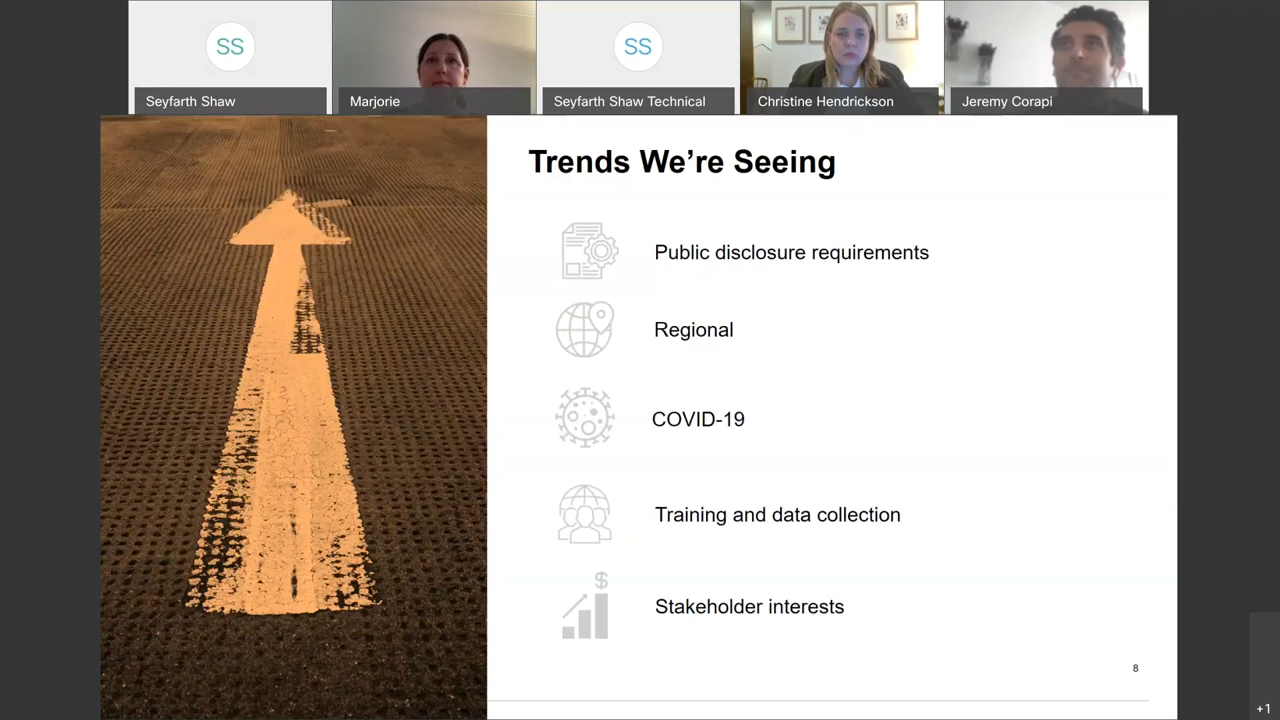 SS
SS
Seyfarth Shaw
Marjorie
Seyfarth Shaw Technical
Christine Hendrickson
Jeremy Corapi
Trends We’re Seeing
Public disclosure requirements
Regional
COVID-19
Training and data collection
$
Stakeholder interests
8
+1